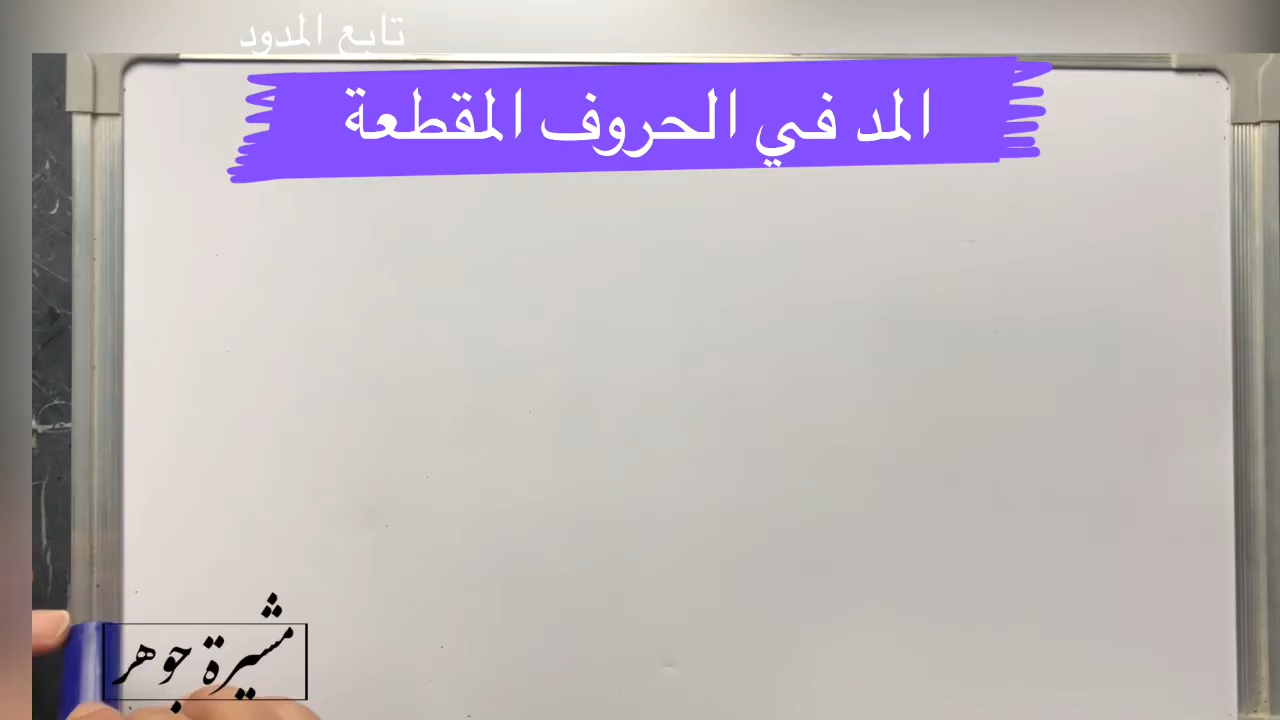 تابع المدود
المد في الحروف المقطعة
مشيرة جوهر